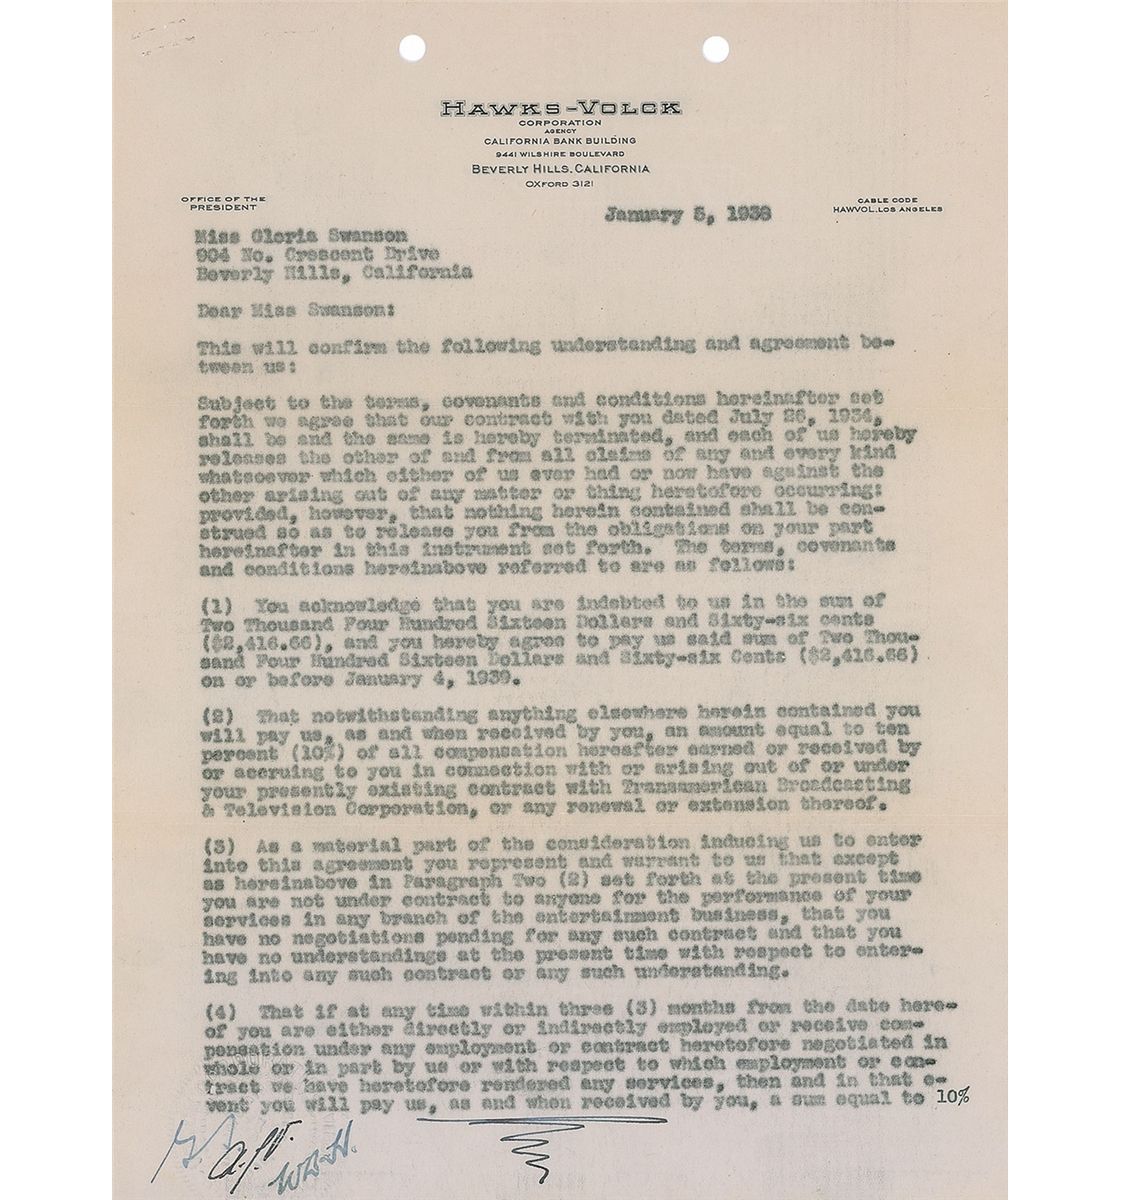 HAWKS-VOLCK
CORPORATION
AGENCY
CALIFORNIA BANK BUILDING
9441 WILSHIRE BOULEVARD
BEVERLY HILLS, CALIFORNIA
OXFORD 3121
OFFICE OF THE
PRESIDENT
CABLE CODE
HAWVOL, LOS ANGELES
January 5, 1938
Miss Gloria Swanson
904 No. Crescent Drive
Beverly Hills, California
Dear Miss Swanson:
This will confirm the following understanding and agreement be-
tween us:
Subject to the terms, covenants and conditions hereinafter set
forth we agree that our contract with you dated July 26, 1934,
shall be and the same is hereby terminated, and each of us hereby
releases the other of and from all claims of any and every kind
whatsoever which either of us ever had or now have against the
other arising out of any matter or thing heretofore occurring:
provided, however, that nothing herein contained shall be con-
strued so as to release you from the obligations on your part
hereinafter in this instrument set forth. The terms, covenants
and conditions hereinabove referred to are as follows:
(1) You acknowledge that you are indebted to us in the sum of
Two Thousand Four Hundred Sixteen Dollars and Sixty-six cents
($2,416.66), and you hereby agree to pay us said sum of Two Thou-
sand Four Hundred Sixteen Dollars and Sixty-six Cents ($2,416.66)
on or before January 4, 1939.
(2) That notwithstanding anything elsewhere herein contained you
will pay us, as and when received by you, an amount equal to ten
percent (10%) of all compensation hereafter earned or received by
or accruing to you in connection with or arising out of or under
your presently existing contract with Transamerican Broadcasting
& Television Corporation, or any renewal or extension thereof.
(3) As a material part of the consideration inducing us to enter
into this agreement you represent and warrant to us that except
as hereinabove in Paragraph Two (2) set forth at the present time
you are not under contract to anyone for the performance of your
services in any branch of the entertainment business, that you
have no negotiations pending for any such contract and that you
have no understandings at the present time with respect to enter-
ing into any such contract or any such understanding.
(4) That if at any time within three (3) months from the date here-
of you are either directly or indirectly employed or receive com-
pensation under any employment or contract heretofore negotiated in
whole or in part by us or with respect to which employment or con-
tract we have heretofore rendered any services, then and in that e-
vent you will pay us, as and when received by you, a sum equal to 10%